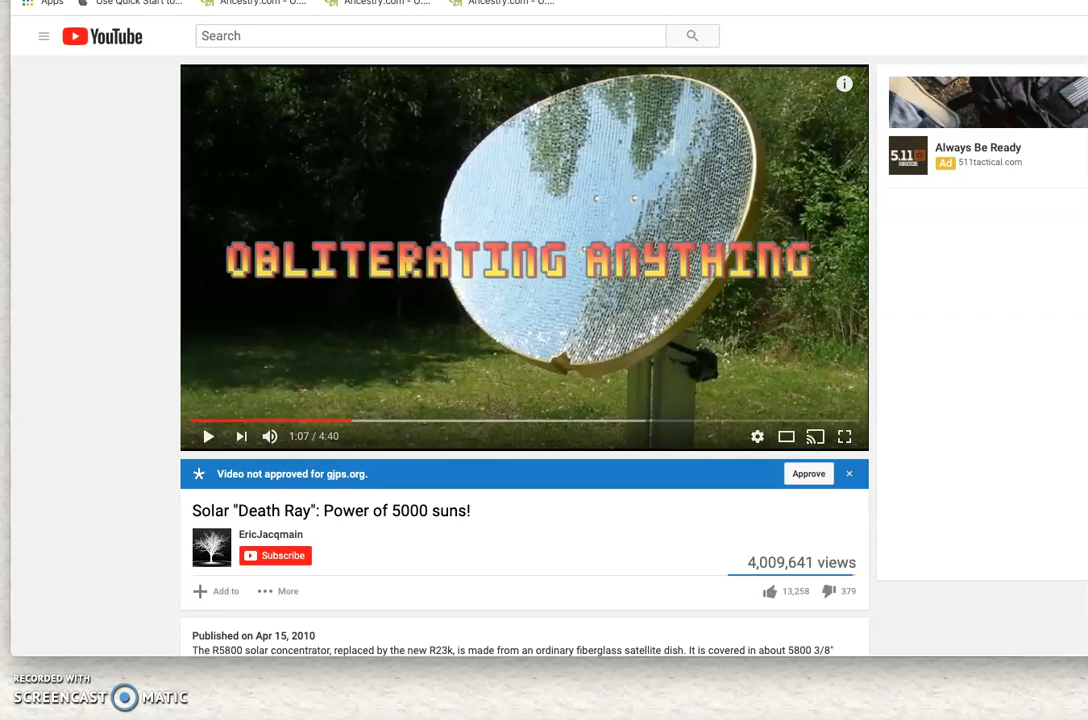 Apps Use Quick Start to... Ancestry.com - U.... Ancestry.com - U.... Ancestry.com - U....
YouTube Search
i
OBLITERATING ANYTHING
1:07 / 4:40
Always Be Ready
5.11
Ad 511tactical.com
Video not approved for gjps.org. Approve ×
Solar "Death Ray": Power of 5000 suns!
EricJacqmain
Subscribe
4,009,641 views
Add to More 13,258 379
Published on Apr 15, 2010
The R5800 solar concentrator, replaced by the new R23k, is made from an ordinary fiberglass satellite dish. It is covered in about 5800 3/8"
RECORDED WITH
SCREENCAST MATIC